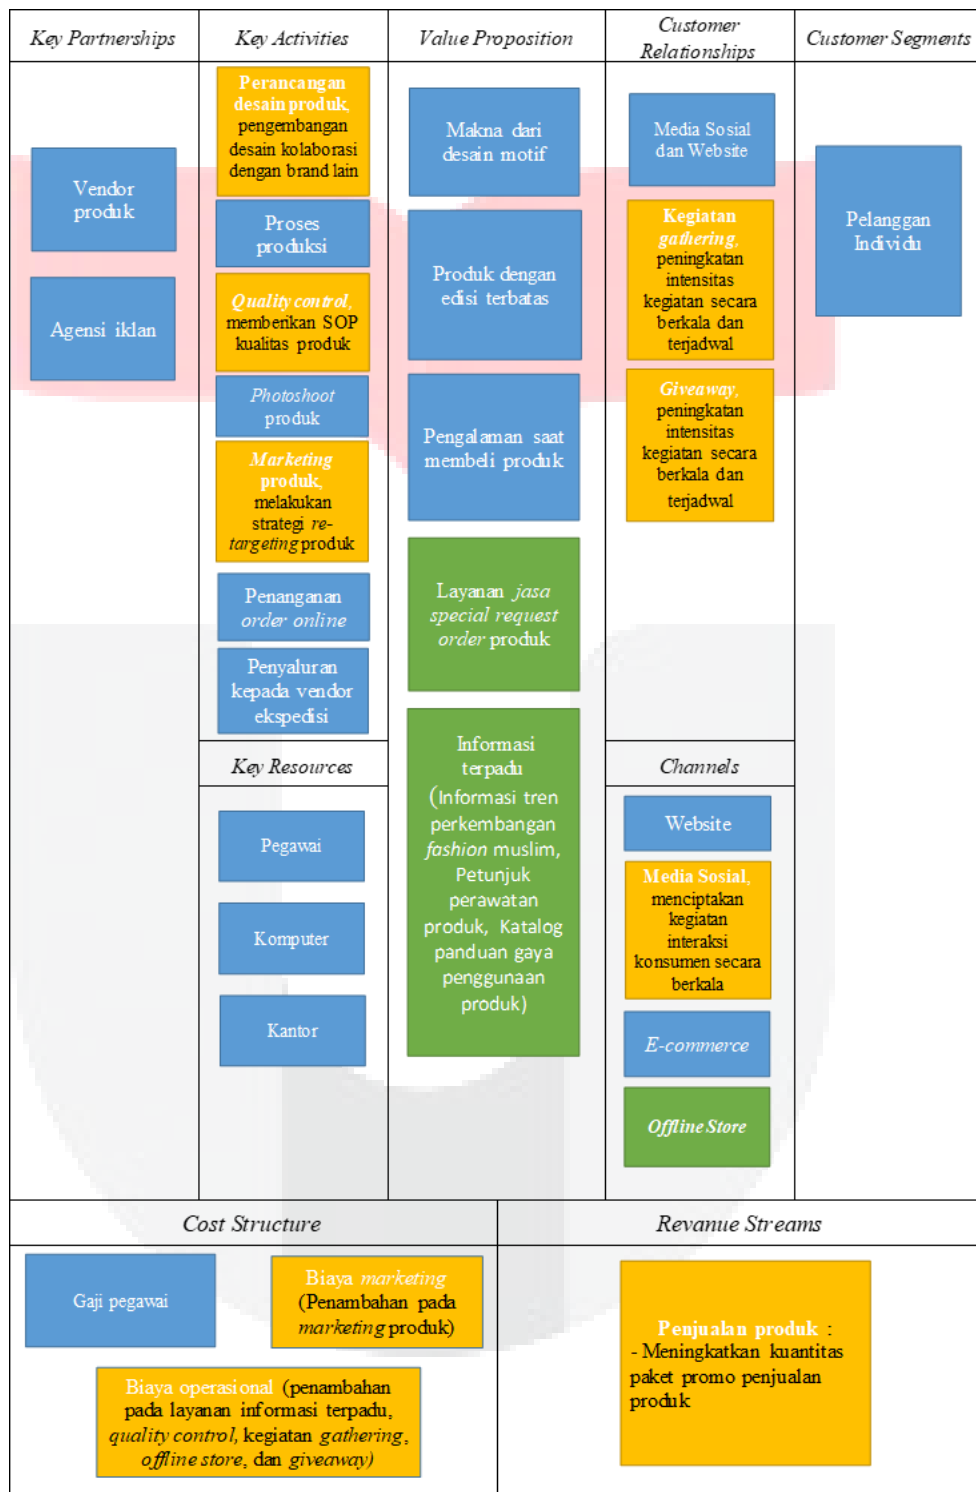 Key Partnerships
Key Activities
Value Proposition
Customer
Relationships
Customer Segments
Vendor
produk
Agensi iklan
Perancangan
desain produk,
pengembangan
desain kolaborasi
dengan brand lain
Proses
produksi
Quality control,
memberikan SOP
kualitas produk
Photoshoot
produk
Marketing
produk,
melakukan
strategi re-
targeting produk
Penanganan
order online
Penyaluran
kepada vendor
ekspedisi
Key Resources
Pegawai
Komputer
Kantor
Makna dari
desain motif
Produk dengan
edisi terbatas
Pengalaman saat
membeli produk
Layanan jasa
special request
order produk
Informasi
terpadu
(Informasi tren
perkembangan
fashion muslim,
Petunjuk
perawatan
produk, Katalog
panduan gaya
penggunaan
produk)
Media Sosial
dan Website
Kegiatan
gathering,
peningkatan
intensitas
kegiatan secara
berkala dan
terjadwal
Giveaway,
peningkatan
intensitas
kegiatan secara
berkala dan
terjadwal
Channels
Website
Media Sosial,
menciptakan
kegiatan
interaksi
konsumen secara
berkala
E-commerce
Offline Store
Pelanggan
Individu
Cost Structure
Gaji pegawai
Biaya marketing
(Penambahan pada
marketing produk)
Biaya operasional (penambahan
pada layanan informasi terpadu,
quality control, kegiatan gathering,
offline store, dan giveaway)
Revanue Streams
Penjualan produk :
- Meningkatkan kuantitas
paket promo penjualan
produk